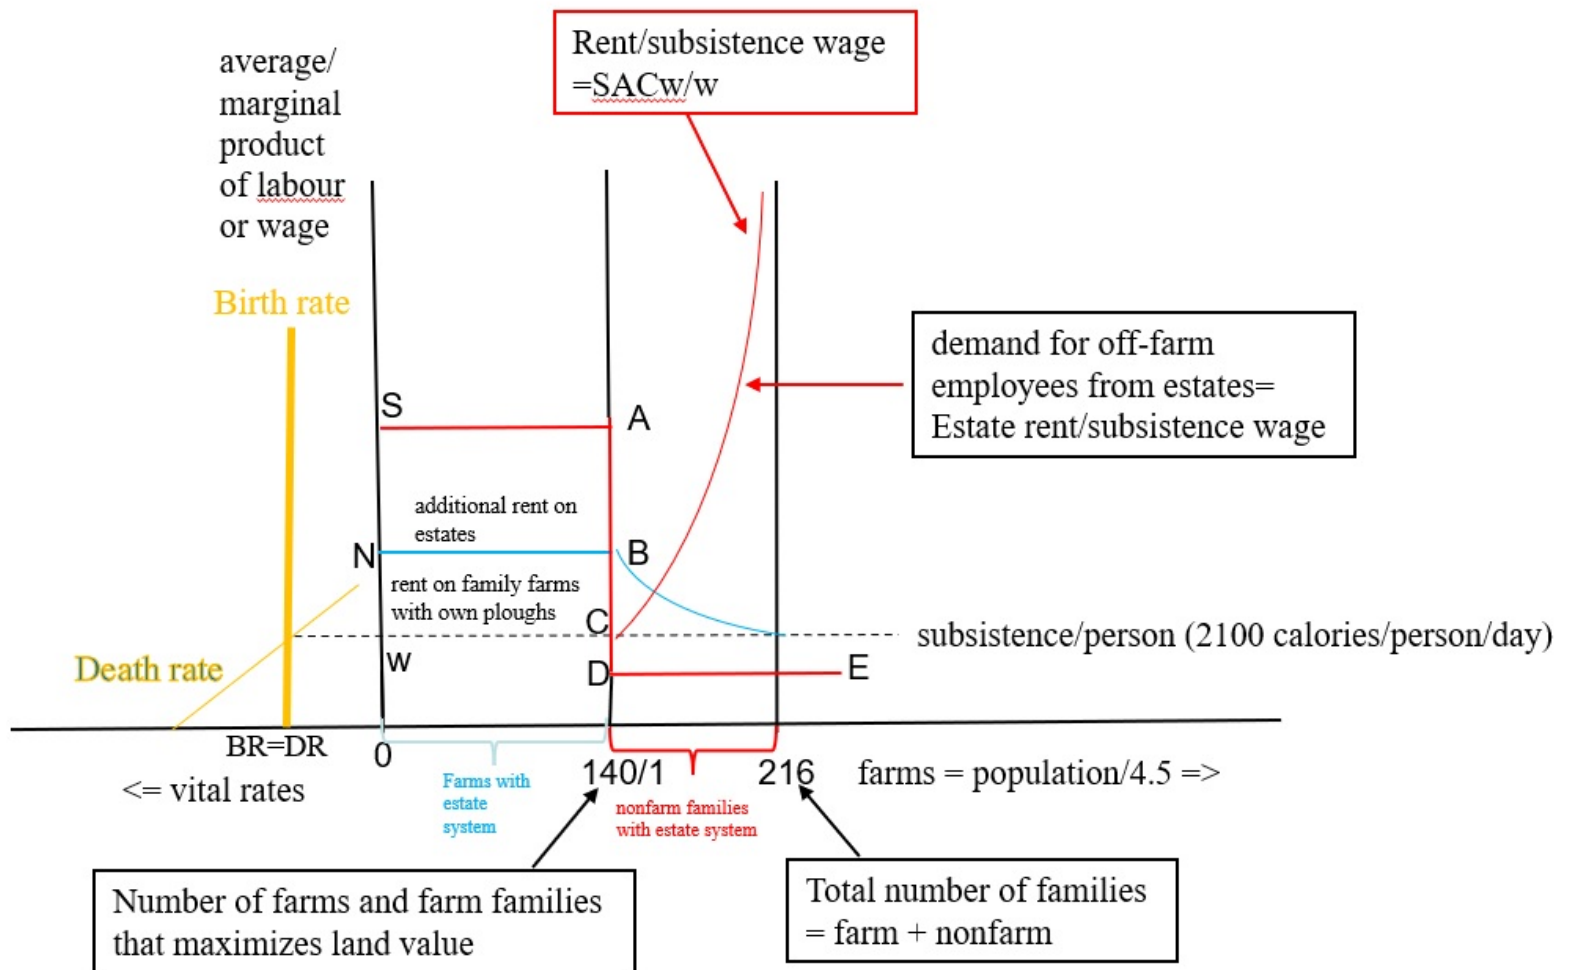 average/
marginal
product
of labour
or wage
Rent/subsistence wage
=SACw/w
Birth rate
demand for off-farm
employees from estates=
Estate rent/subsistence wage
S
A
additional rent on
estates
N
B
rent on family farms
with own ploughs
C
subsistence/person (2100 calories/person/day)
w
Death rate
D
E
BR=DR
0
140/1
216
farms = population/4.5 =>
<= vital rates
Farms with
estate
system
nonfarm families
with estate system
Number of farms and farm families
that maximizes land value
Total number of families
= farm + nonfarm